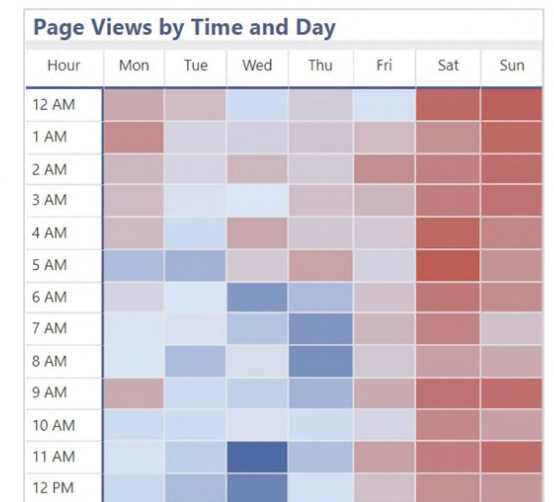 Page Views by Time and Day
Hour Mon Tue Wed Thu Fri Sat Sun
12 AM
1 AM
2 AM
3 AM
4 AM
5 AM
6 AM
7 AM
8 AM
9 AM
10 AM
11 AM
12 PM